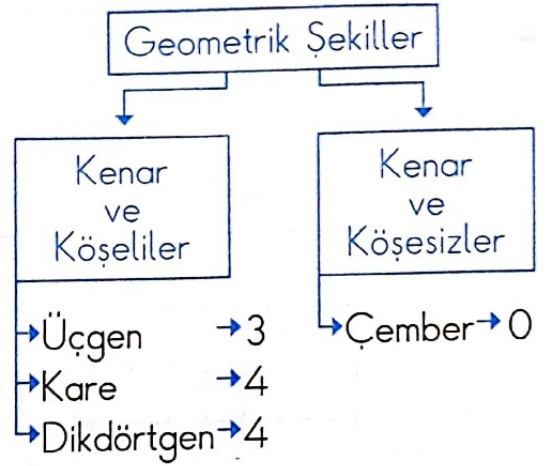 Geometrik Şekiller
Kenar
ve
Köşeliler
Üçgen → 3
Kare → 4
Dikdörtgen → 4
Kenar
ve
Köşesizler
Çember → 0